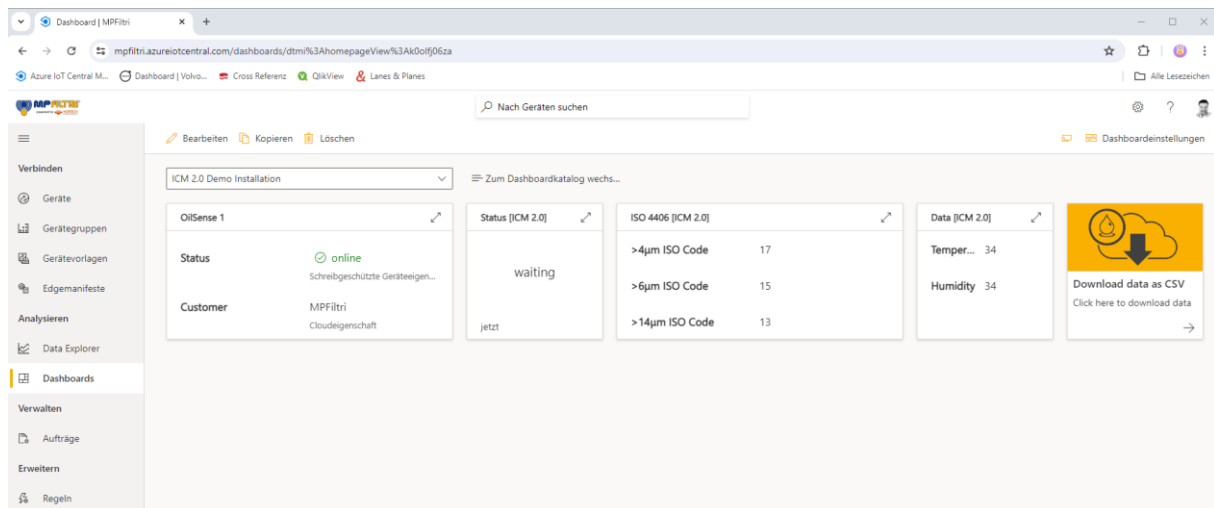 Dashboard | MPFiltri
mpfiltri.azureiotcentral.com/dashboards/dtmi%3AhomepageView%3Ak0olfj06za
Azure IoT Central M... Dashboard | Volvo... Cross Referenz QlikView Lanes & Planes Alle Lesezeichen
MPFILTRI Nach Geräten suchen
Bearbeiten Kopieren Löschen Dashboardeinstellungen
Verbinden
Geräte
Gerätegruppen
Gerätevorlagen
Edgemanifeste
Analysieren
Data Explorer
Dashboards
Verwalten
Aufträge
Erweitern
Regeln
ICM 2.0 Demo Installation Zum Dashboardkatalog wechs...
OilSense 1
Status online
Schreibgeschützte Geräteeigen...
Customer MPFiltri
Cloudeigenschaft
Status [ICM 2.0]
waiting
jetzt
ISO 4406 [ICM 2.0]
>4µm ISO Code 17
>6µm ISO Code 15
>14µm ISO Code 13
Data [ICM 2.0]
Temper... 34
Humidity 34
Download data as CSV
Click here to download data